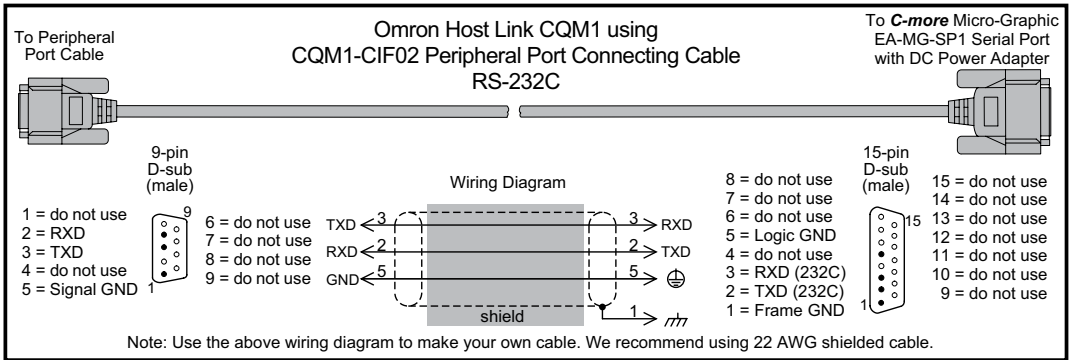 To Peripheral
Port Cable
Omron Host Link CQM1 using
CQM1-CIF02 Peripheral Port Connecting Cable
RS-232C
To C-more Micro-Graphic
EA-MG-SP1 Serial Port
with DC Power Adapter
9-pin
D-sub
(male)
1 = do not use
2 = RXD
3 = TXD
4 = do not use
5 = Signal GND
9
1
6 = do not use
7 = do not use
8 = do not use
9 = do not use
Wiring Diagram
TXD 3 3 RXD
RXD 2 2 TXD
GND 5 5
1
shield
8 = do not use
7 = do not use
6 = do not use
5 = Logic GND
4 = do not use
3 = RXD (232C)
2 = TXD (232C)
1 = Frame GND
15-pin
D-sub
(male)
15
1
15 = do not use
14 = do not use
13 = do not use
12 = do not use
11 = do not use
10 = do not use
9 = do not use
Note: Use the above wiring diagram to make your own cable. We recommend using 22 AWG shielded cable.